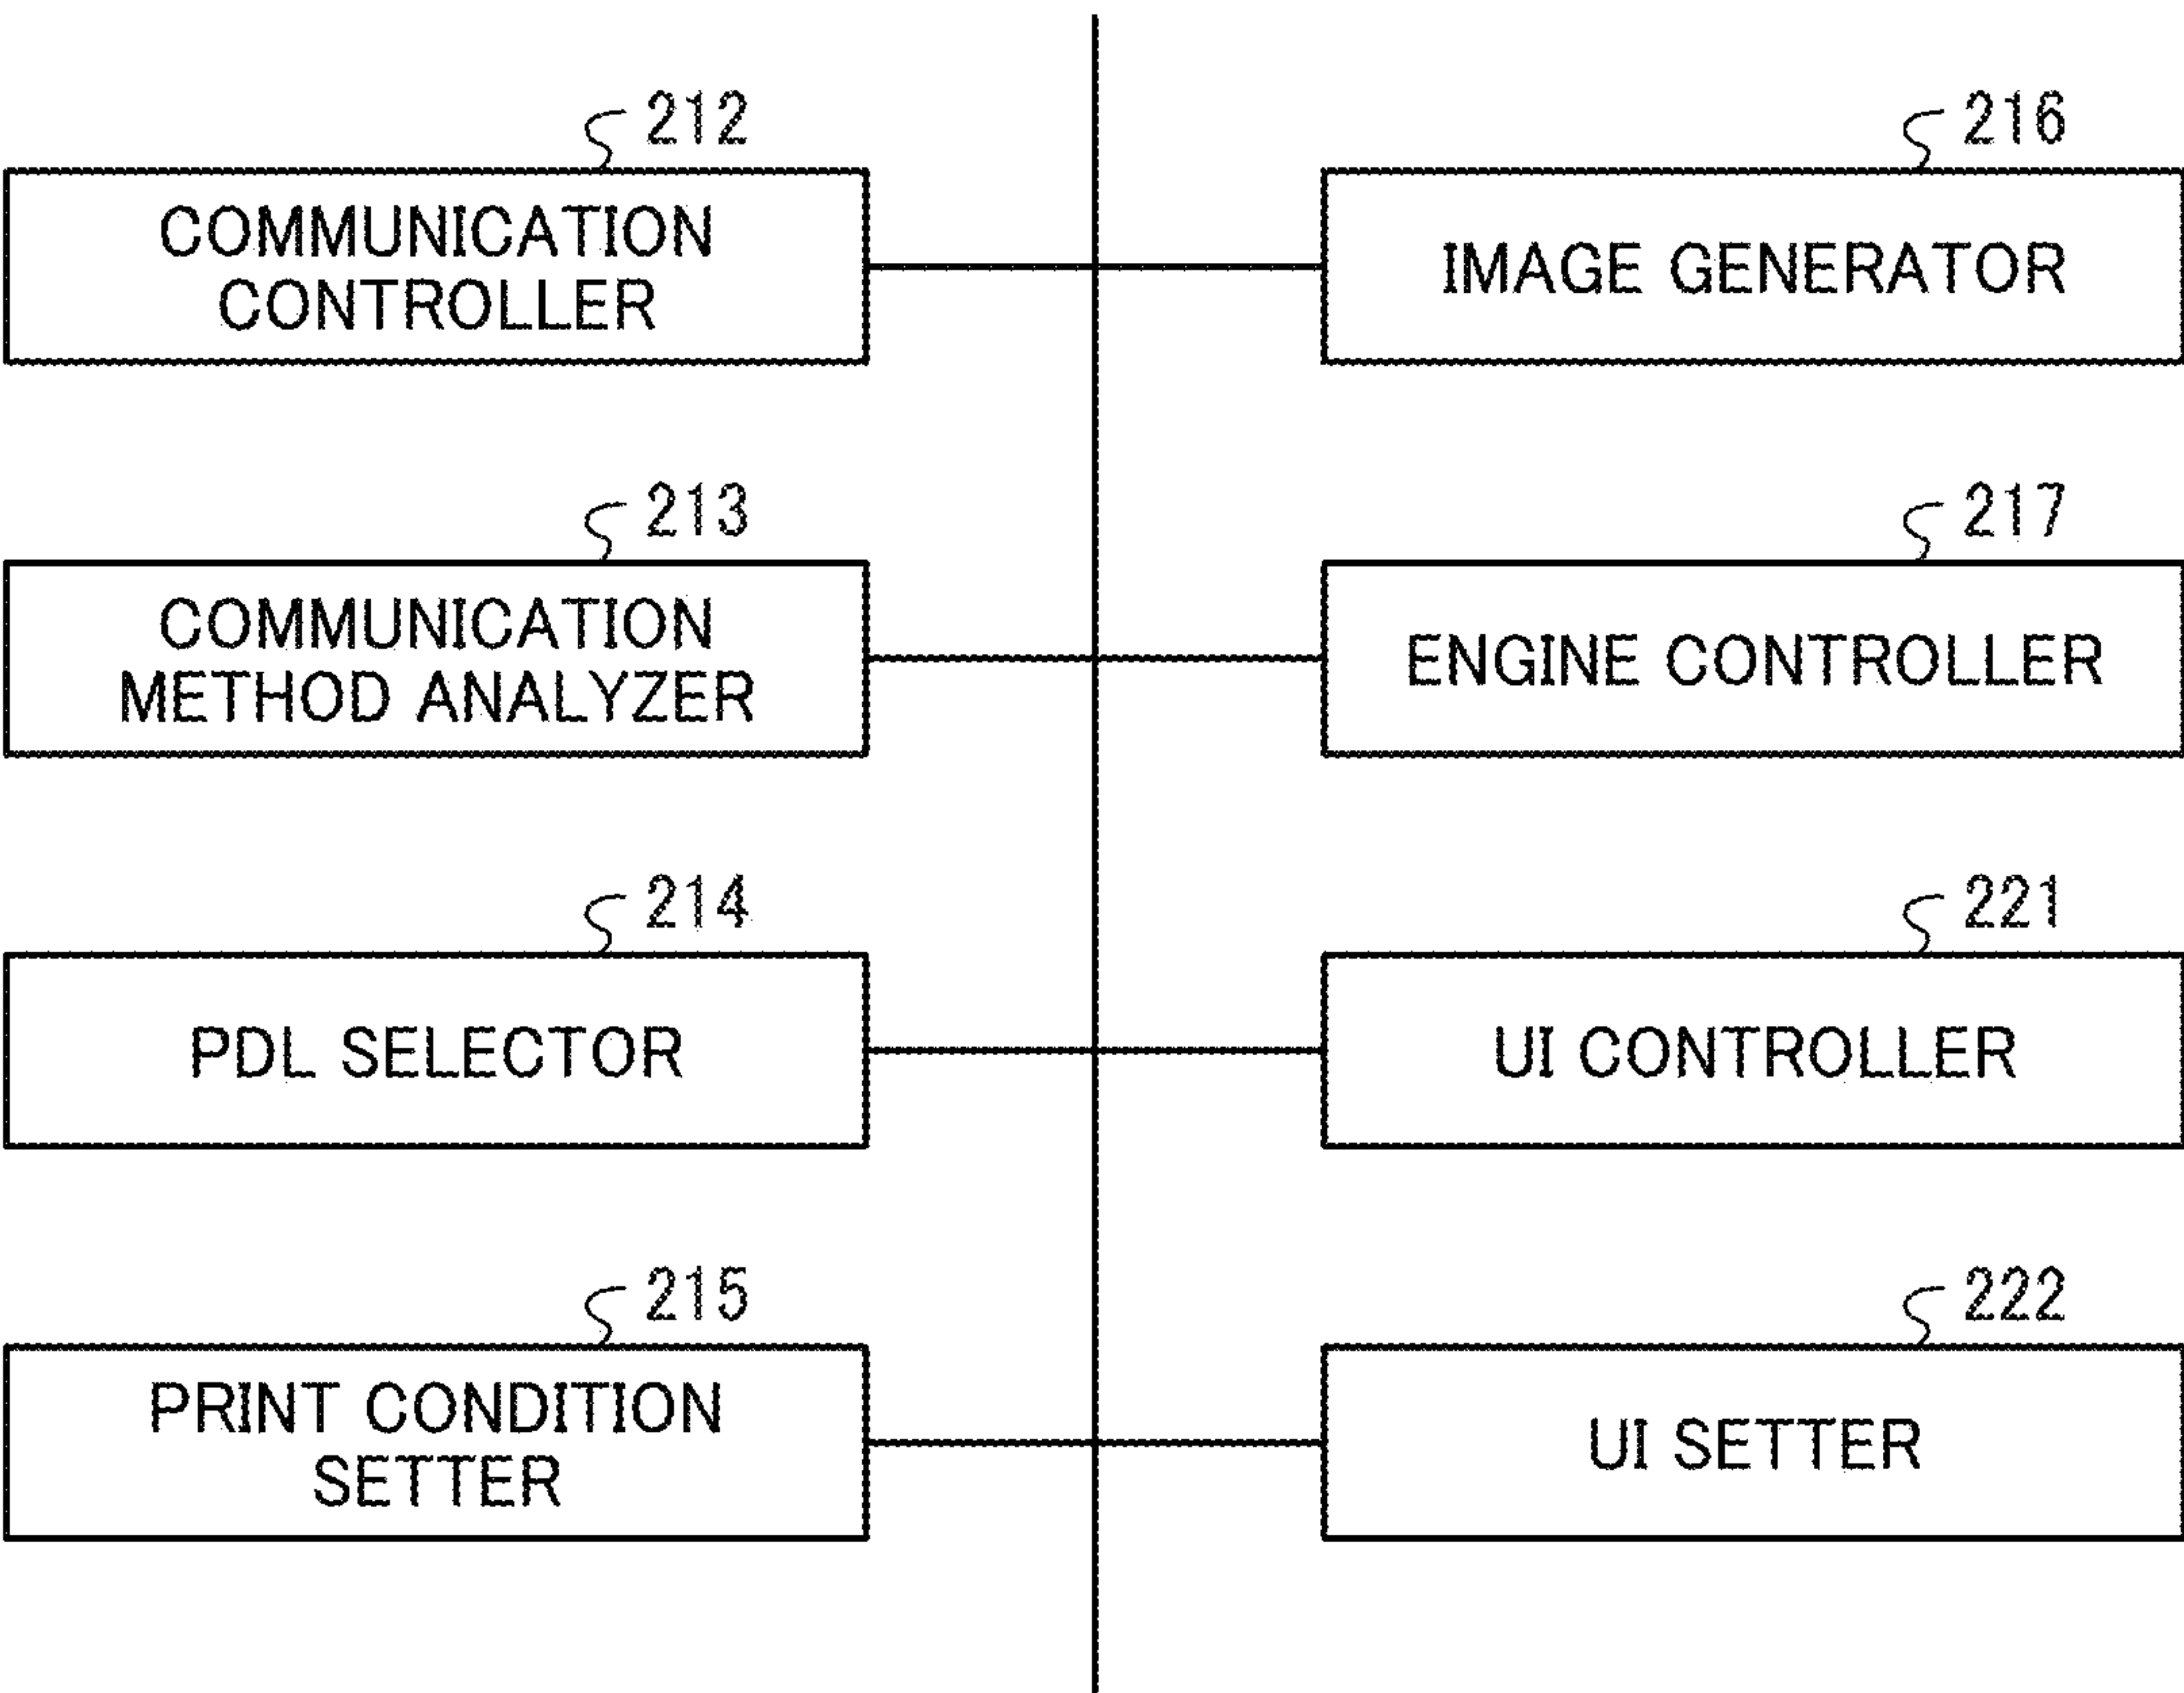 212
COMMUNICATION
CONTROLLER
213
COMMUNICATION
METHOD ANALYZER
214
PDL SELECTOR
215
PRINT CONDITION
SETTER
216
IMAGE GENERATOR
217
ENGINE CONTROLLER
221
UI CONTROLLER
222
UI SETTER